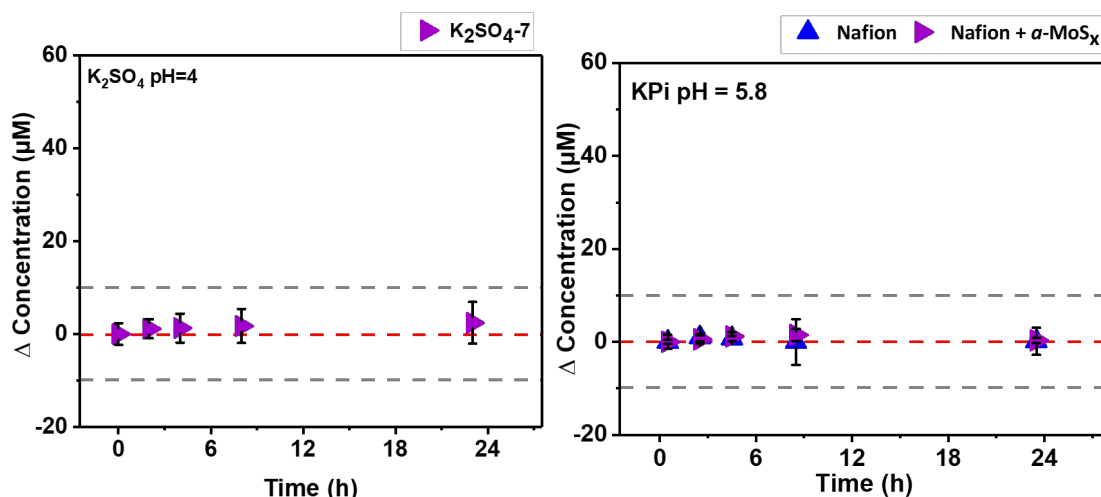 K₂SO₄-7
K₂SO₄ pH=4
60
40
20
0
-20
Δ Concentration (µM)
0 6 12 18 24
Time (h)
Nafion Nafion + a-MoSₓ
KPi pH = 5.8
60
40
20
0
-20
Δ Concentration (µM)
0 6 12 18 24
Time (h)